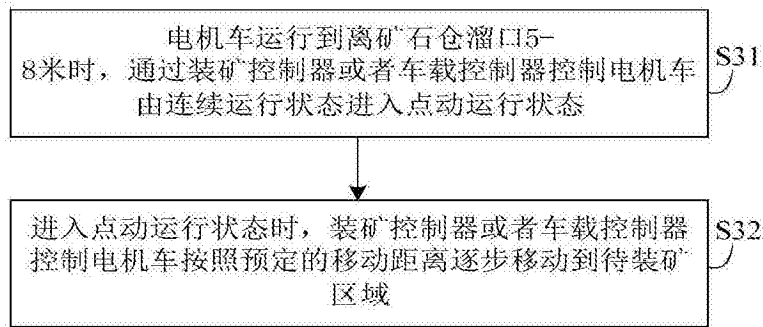 电机车运行到离矿石仓溜口5-
8米时，通过装矿控制器或者车载控制器控制电机车
由连续运行状态进入点动运行状态
S31
进入点动运行状态时，装矿控制器或者车载控制器
控制电机车按照预定的移动距离逐步移动到待装矿
区域
S32